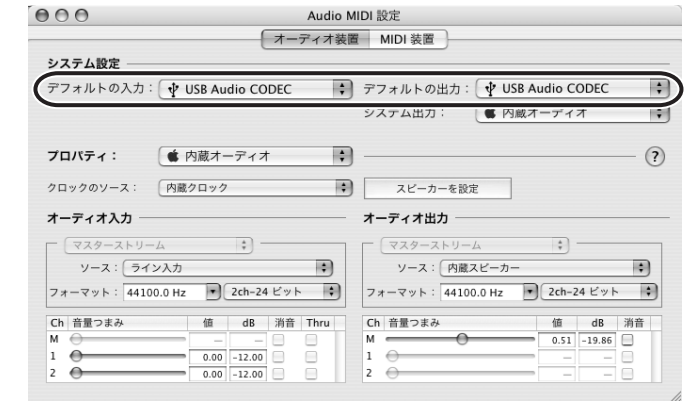 Audio MIDI 設定
オーディオ装置 MIDI 装置
システム設定
デフォルトの入力： USB Audio CODEC デフォルトの出力： USB Audio CODEC
システム出力： 内蔵オーディオ
プロパティ： 内蔵オーディオ ?
クロックのソース： 内蔵クロック スピーカーを設定
オーディオ入力 オーディオ出力
マスターストリーム マスターストリーム
ソース： ライン入力 ソース： 内蔵スピーカー
フォーマット： 44100.0 Hz 2ch-24 ビット フォーマット： 44100.0 Hz 2ch-24 ビット
Ch 音量つまみ 値 dB 消音 Thru Ch 音量つまみ 値 dB 消音
M — — M 0.51 -19.86
1 0.00 -12.00 1 — —
2 0.00 -12.00 2 — —